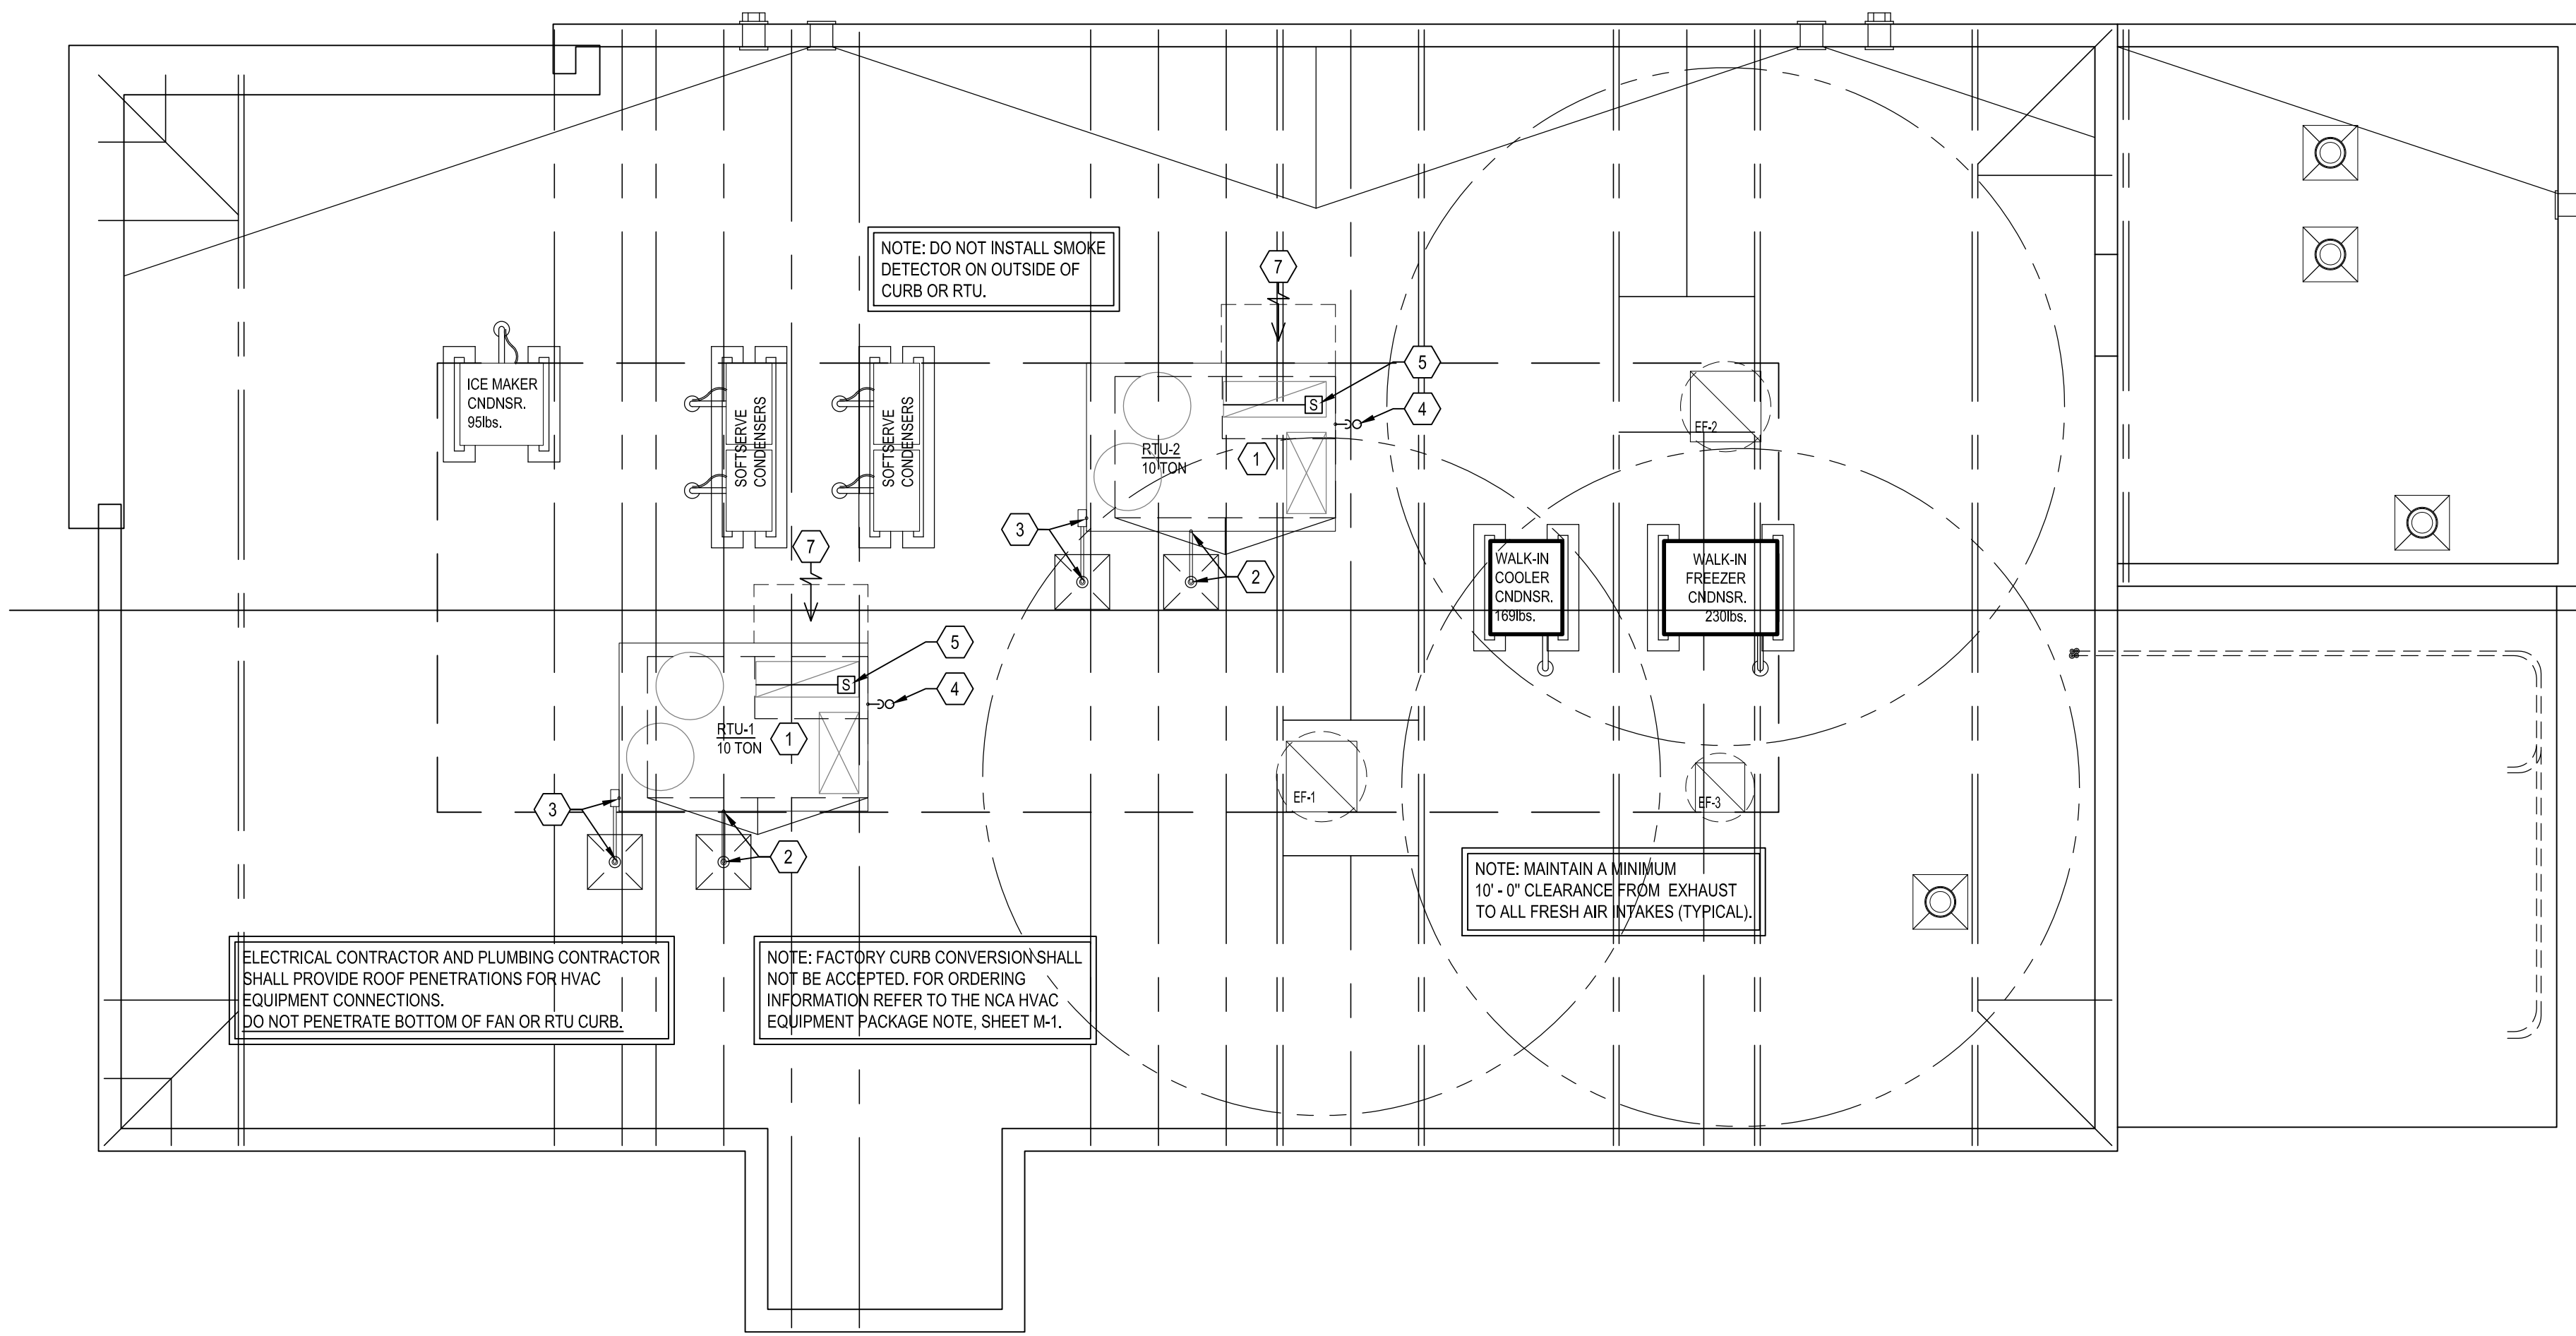 NOTE: DO NOT INSTALL SMOKE
DETECTOR ON OUTSIDE OF
CURB OR RTU.
7
5
4
S
ICE MAKER
CNDNSR.
95lbs.
SOFTSERVE
CONDENSERS
SOFTSERVE
CONDENSERS
RTU-2
10 TON
1
EF-2
3
2
7
WALK-IN
COOLER
CNDNSR.
169lbs.
WALK-IN
FREEZER
CNDNSR.
230lbs.
5
4
S
RTU-1
10 TON
1
3
2
EF-1
EF-3
NOTE: MAINTAIN A MINIMUM
10' - 0" CLEARANCE FROM EXHAUST
TO ALL FRESH AIR INTAKES (TYPICAL).
ELECTRICAL CONTRACTOR AND PLUMBING CONTRACTOR
SHALL PROVIDE ROOF PENETRATIONS FOR HVAC
EQUIPMENT CONNECTIONS.
DO NOT PENETRATE BOTTOM OF FAN OR RTU CURB.
NOTE: FACTORY CURB CONVERSION SHALL
NOT BE ACCEPTED. FOR ORDERING
INFORMATION REFER TO THE NCA HVAC
EQUIPMENT PACKAGE NOTE, SHEET M-1.